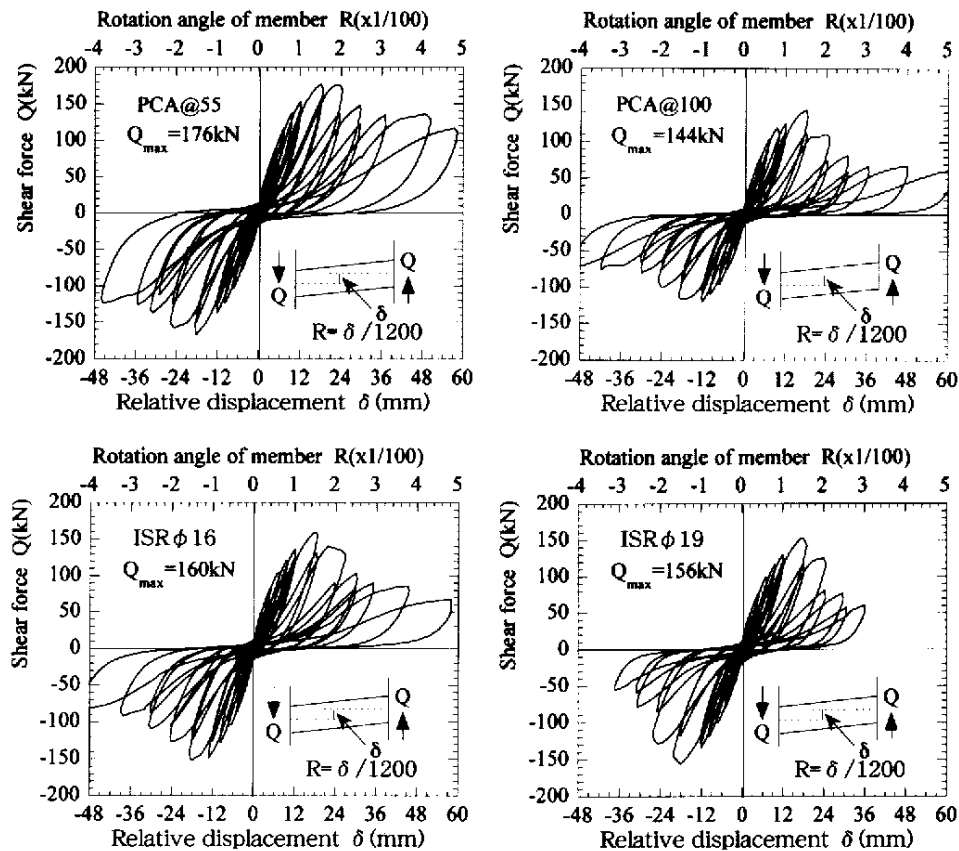 Rotation angle of member R(x1/100)
-4 -3 -2 -1 0 1 2 3 4 5
200
150
100
50
0
-50
-100
-150
-200
Shear force Q(kN)
PCA@55
Qmax=176kN
Q
Q
δ
R= δ /1200
-48 -36 -24 -12 0 12 24 36 48 60
Relative displacement δ (mm)
Rotation angle of member R(x1/100)
-4 -3 -2 -1 0 1 2 3 4 5
200
150
100
50
0
-50
-100
-150
-200
Shear force Q(kN)
PCA@100
Qmax=144kN
Q
Q
δ
R= δ /1200
-48 -36 -24 -12 0 12 24 36 48 60
Relative displacement δ (mm)
Rotation angle of member R(x1/100)
-4 -3 -2 -1 0 1 2 3 4 5
200
150
100
50
0
-50
-100
-150
-200
Shear force Q(kN)
ISRφ16
Qmax=160kN
Q
Q
δ
R= δ /1200
-48 -36 -24 -12 0 12 24 36 48 60
Relative displacement δ (mm)
Rotation angle of member R(x1/100)
-4 -3 -2 -1 0 1 2 3 4 5
200
150
100
50
0
-50
-100
-150
-200
Shear force Q(kN)
ISRφ19
Qmax=156kN
Q
Q
δ
R= δ /1200
-48 -36 -24 -12 0 12 24 36 48 60
Relative displacement δ (mm)